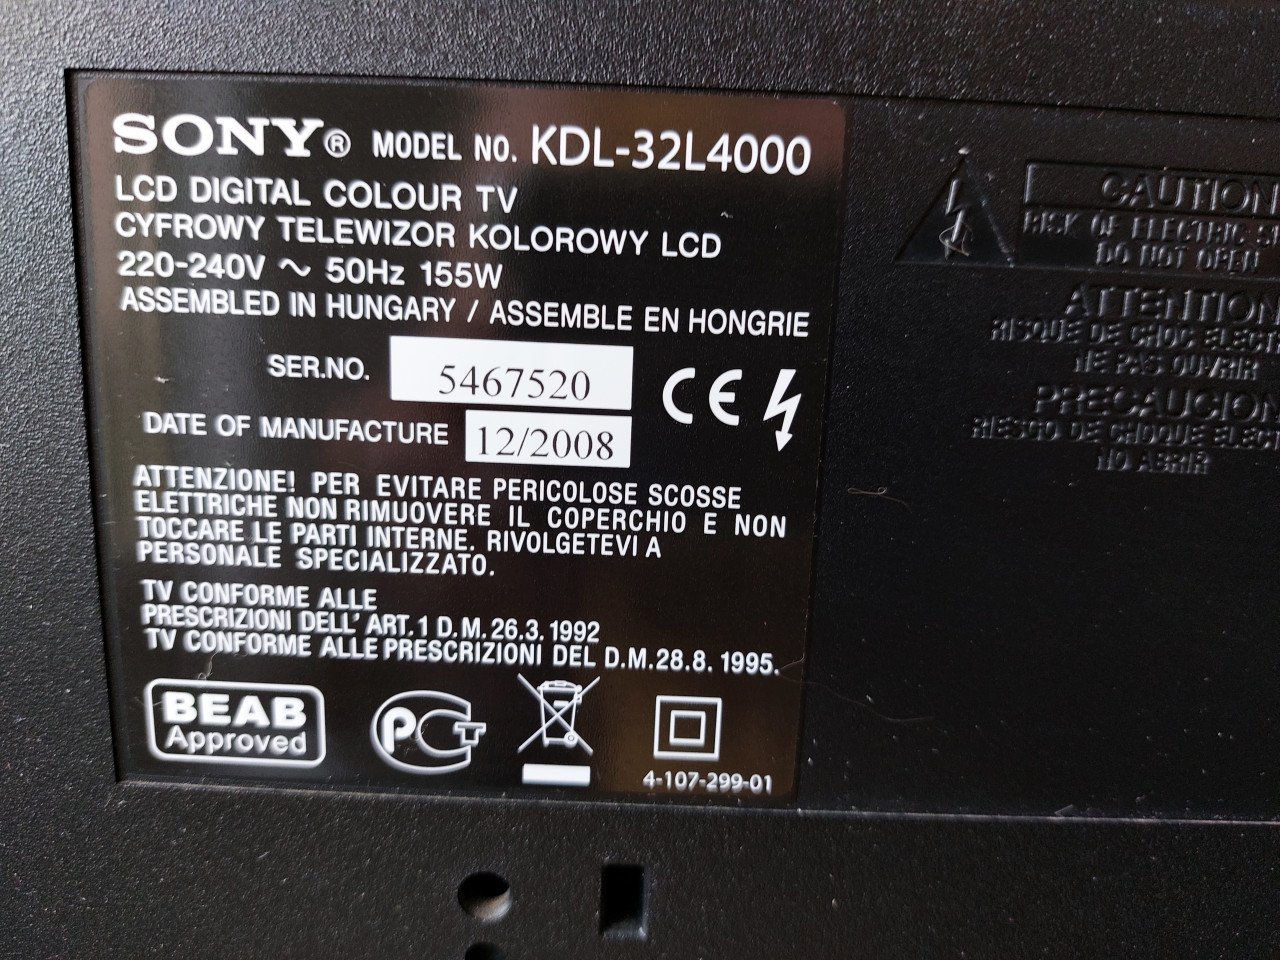 SONY® MODEL NO. KDL-32L4000
LCD DIGITAL COLOUR TV
CYFROWY TELEWIZOR KOLOROWY LCD
220-240V ~ 50Hz 155W
ASSEMBLED IN HUNGARY / ASSEMBLE EN HONGRIE
SER.NO. 5467520
CE
DATE OF MANUFACTURE 12/2008
ATTENZIONE! PER EVITARE PERICOLOSE SCOSSE
ELETTRICHE NON RIMUOVERE IL COPERCHIO E NON
TOCCARE LE PARTI INTERNE. RIVOLGETEVI A
PERSONALE SPECIALIZZATO.
TV CONFORME ALLE
PRESCRIZIONI DELL' ART.1 D.M.26.3.1992
TV CONFORME ALLE PRESCRIZIONI DEL D.M.28.8. 1995.
BEAB
Approved
4-107-299-01
CAUTION
RISK OF ELECTRIC
DO NOT OPEN
ATTENTION
RISQUE DE CHOC
NE PAS OUVRIR
PRECAUCION
RIESGO DE CHOQUE
NO ABRIR